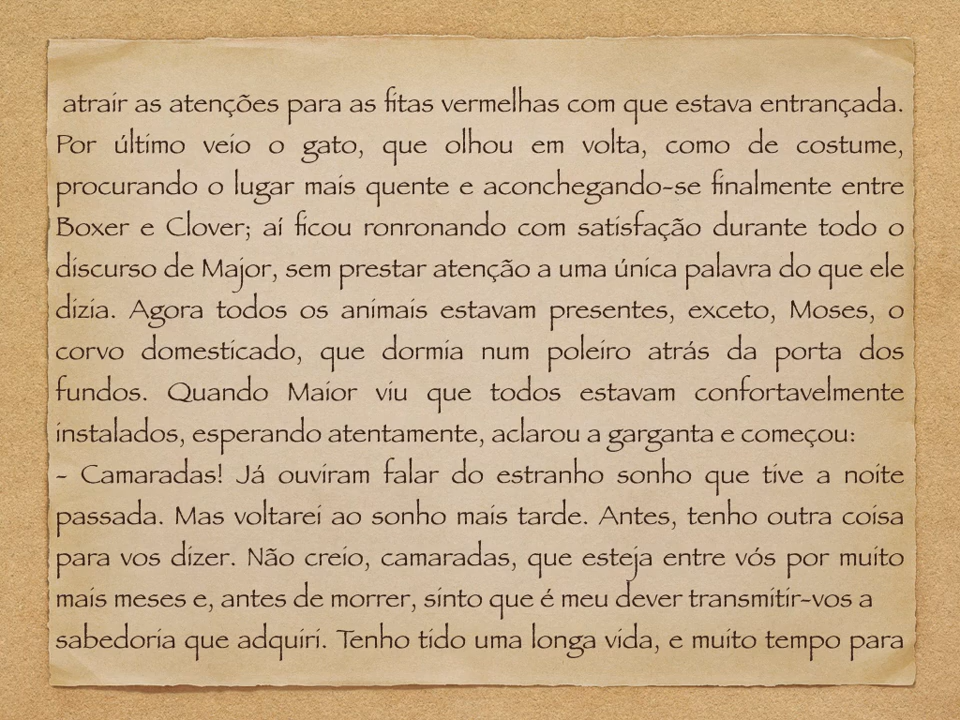 atrair as atenções para as fitas vermelhas com que estava entrançada.
Por último veio o gato, que olhou em volta, como de costume,
procurando o lugar mais quente e aconchegando-se finalmente entre
Boxer e Clover; aí ficou ronronando com satisfação durante todo o
discurso de Major, sem prestar atenção a uma única palavra do que ele
dizia. Agora todos os animais estavam presentes, exceto, Moses, o
corvo domesticado, que dormia num poleiro atrás da porta dos
fundos. Quando Maior viu que todos estavam confortavelmente
instalados, esperando atentamente, aclarou a garganta e começou:
- Camaradas! Já ouviram falar do estranho sonho que tive a noite
passada. Mas voltarei ao sonho mais tarde. Antes, tenho outra coisa
para vos dizer. Não creio, camaradas, que esteja entre vós por muito
mais meses e, antes de morrer, sinto que é meu dever transmitir-vos a
sabedoria que adquiri. Tenho tido uma longa vida, e muito tempo para